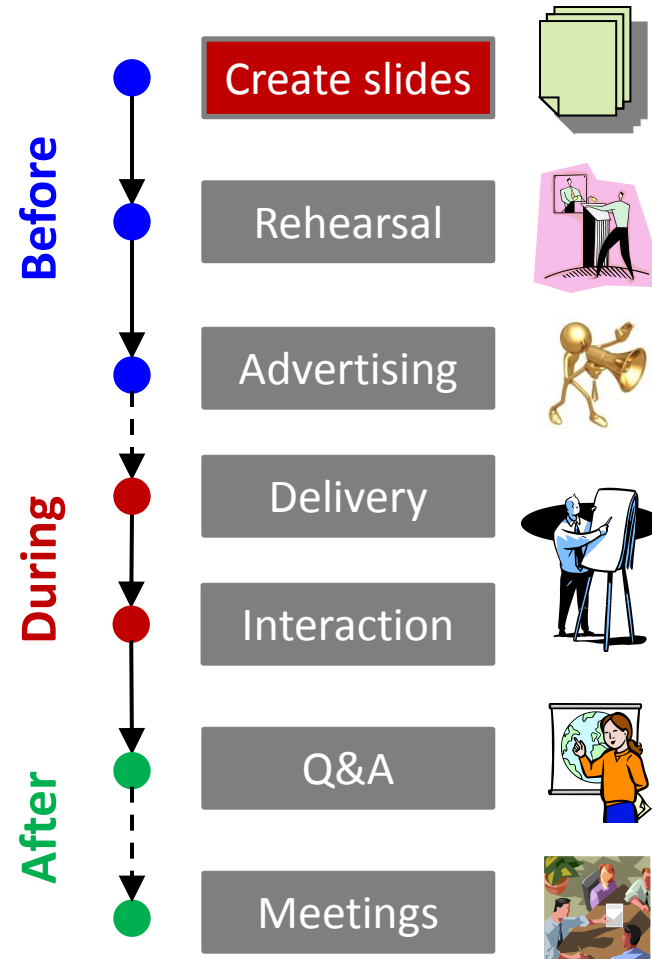 Before
Create slides
Rehearsal
Advertising
During
Delivery
Interaction
After
Q&A
Meetings